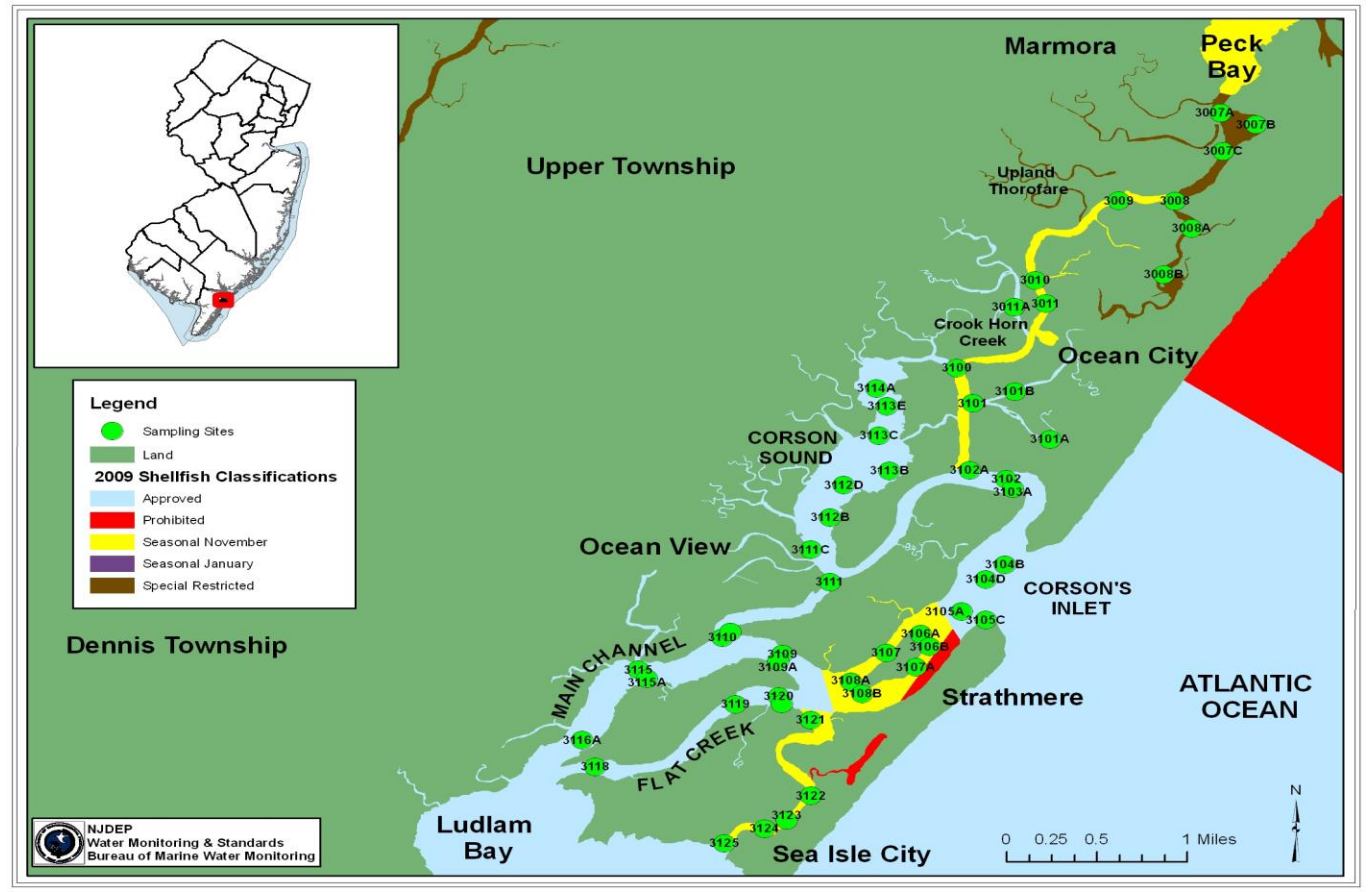 Marmora
Peck
Bay
3007A
3007B
3007C
Upper Township
Upland
Thorofare
3009
3008
3008A
3008B
3010
3011A
3011
Crook Horn
Creek
Ocean City
3100
3114A
3101B
3113E
3101
3113C
3101A
CORSON
SOUND
3113B
3102A
3102
3112D
3103A
3112B
Ocean View
3111C
3111
3104B
3104D
CORSON'S
INLET
3105A
3105C
3110
3106A
3106B
3107
3109
3109A
3107A
MAIN CHANNEL
3115
3115A
3108A
3108B
Strathmere
ATLANTIC
OCEAN
3120
3119
3121
FLAT CREEK
3116A
3118
3122
3123
3124
3125
Ludlam
Bay
Sea Isle City
Dennis Township
Legend
Sampling Sites
Land
2009 Shellfish Classifications
Approved
Prohibited
Seasonal November
Seasonal January
Special Restricted
NJDEP
Water Monitoring & Standards
Bureau of Marine Water Monitoring
N
0 0.25 0.5 1 Miles